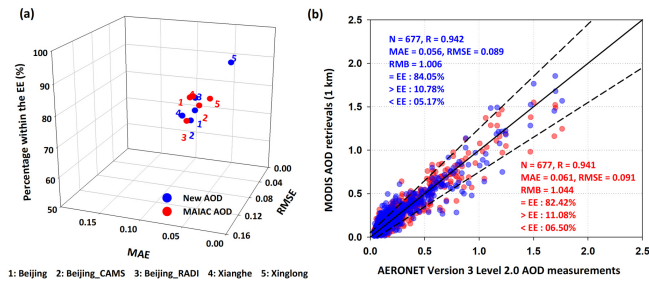 (a)
Percentage within the EE (%)
100
90
80
70
60
50
5
4
3
1
5
4
2
1
3
2
New AOD
MAIAC AOD
0.15
0.10
0.05
0.00
MAE
0.00
0.04
0.08
0.12
0.16
RMSE
1: Beijing 2: Beijing_CAMS 3: Beijing_RADI 4: Xianghe 5: Xinglong
(b)
MODIS AOD retrievals (1 km)
2.5
2.0
1.5
1.0
0.5
0.0
N = 677, R = 0.942
MAE = 0.056, RMSE = 0.089
RMB = 1.006
= EE : 84.05%
> EE : 10.78%
< EE : 05.17%
N = 677, R = 0.941
MAE = 0.061, RMSE = 0.091
RMB = 1.044
= EE : 82.42%
> EE : 11.08%
< EE : 06.50%
0.0 0.5 1.0 1.5 2.0 2.5
AERONET Version 3 Level 2.0 AOD measurements